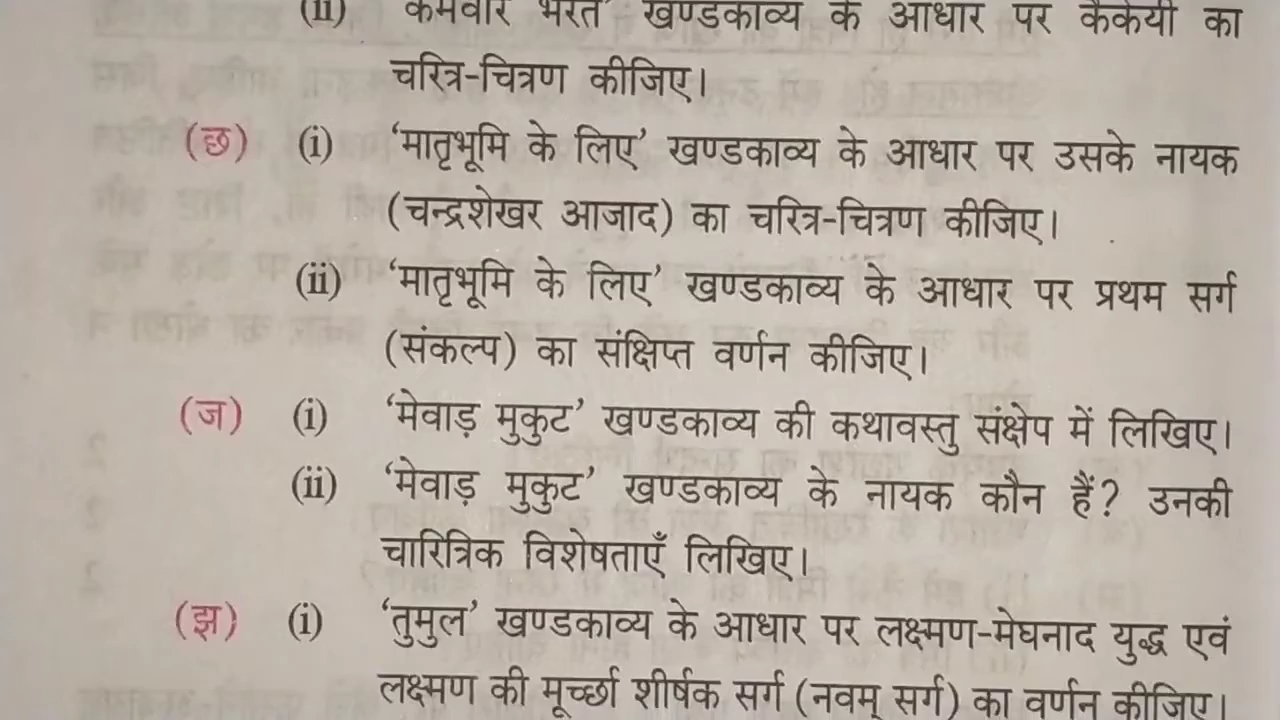 (ii) कर्मवीर भरत' खण्डकाव्य के आधार पर कैकेयी का
चरित्र-चित्रण कीजिए।
(छ) (i) 'मातृभूमि के लिए' खण्डकाव्य के आधार पर उसके नायक
(चन्द्रशेखर आजाद) का चरित्र-चित्रण कीजिए।
(ii) 'मातृभूमि के लिए' खण्डकाव्य के आधार पर प्रथम सर्ग
(संकल्प) का संक्षिप्त वर्णन कीजिए।
(ज) (i) 'मेवाड़ मुकुट' खण्डकाव्य की कथावस्तु संक्षेप में लिखिए।
(ii) 'मेवाड़ मुकुट' खण्डकाव्य के नायक कौन हैं? उनकी
चारित्रिक विशेषताएँ लिखिए।
(झ) (i) 'तुमुल' खण्डकाव्य के आधार पर लक्ष्मण-मेघनाद युद्ध एवं
लक्ष्मण की मूर्च्छा शीर्षक सर्ग (नवम् सर्ग) का वर्णन कीजिए।